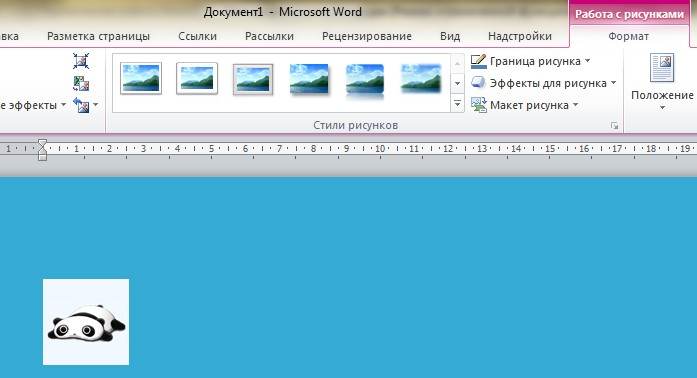 Документ1 - Microsoft Word
Работа с рисунками
вка Разметка страницы Ссылки Рассылки Рецензирование Вид Надстройки Формат
Граница рисунка
е эффекты Эффекты для рисунка Положение
Макет рисунка
Стили рисунков
1 1 2 3 4 5 6 7 8 9 10 11 12 13 14 15 16 17 18 19